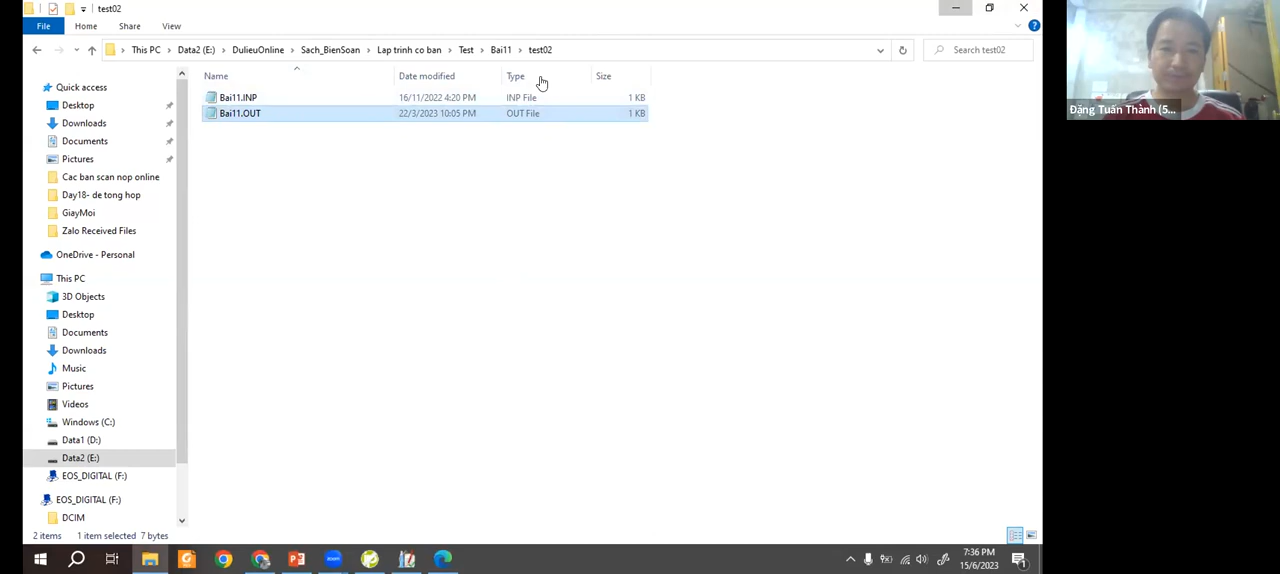 test02
File Home Share View
This PC > Data2 (E:) > DulieuOnline > Sach_BienSoan > Lap trinh co ban > Test > Bai11 > test02
Search test02
Name Date modified Type Size
Bai11.INP 16/11/2022 4:20 PM INP File 1 KB
Bai11.OUT 22/3/2023 10:05 PM OUT File 1 KB
Quick access
Desktop
Downloads
Documents
Pictures
Cac ban scan nop online
Day18- de tong hop
GiayMoi
Zalo Received Files
OneDrive - Personal
This PC
3D Objects
Desktop
Documents
Downloads
Music
Pictures
Videos
Windows (C:)
Data1 (D:)
Data2 (E:)
EOS_DIGITAL (F:)
EOS_DIGITAL (F:)
DCIM
2 items 1 item selected 7 bytes
7:36 PM
15/6/2023
Đặng Tuấn Thành (5...